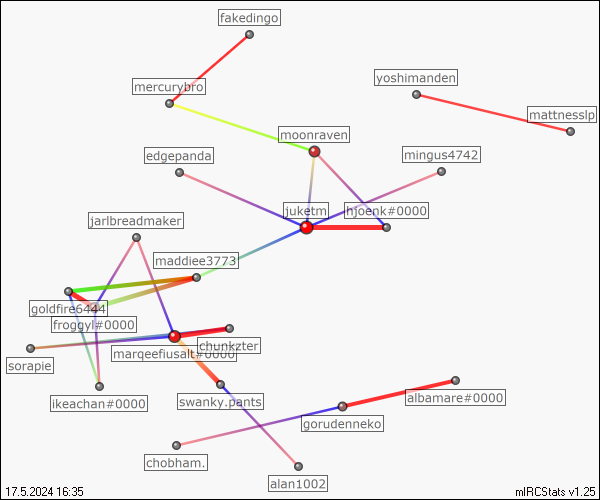 fakedingo
yoshimanden
mercurybro
mattnesslp
moonraven
edgepanda
mingus4742
juketm
hjoenk#0000
jarlbreadmaker
maddiee3773
goldfire6444
froggyl#0000
chunkzter
marqeefiusalt#0000
sorapie
ikeachan#0000
swanky.pants
albamare#0000
gorudenneko
chobham.
alan1002
17.5.2024 16:35
mIRCStats v1.25